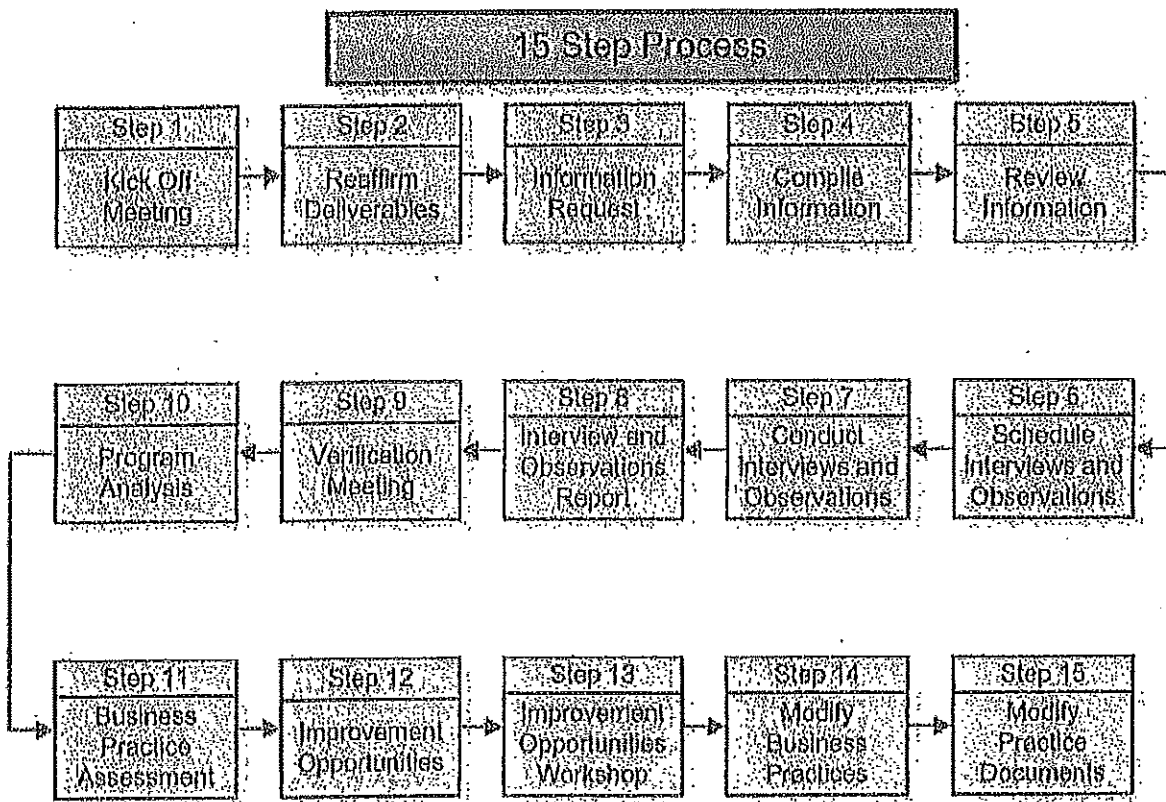 15 Step Process
Step 1
Kick Off
Meeting
Step 2
Reaffirm
Deliverables
Step 3
Information
Request
Step 4
Compile
Information
Step 5
Review
Information
Step 6
Schedule
Interviews and
Observations
Step 7
Conduct
Interviews and
Observations
Step 8
Interview and
Observations
Report
Step 9
Verification
Meeting
Step 10
Program
Analysis
Step 11
Business
Practice
Assessment
Step 12
Improvement
Opportunities
Step 13
Improvement
Opportunities
Workshop
Step 14
Modify
Business
Practices
Step 15
Modify
Practice
Documents